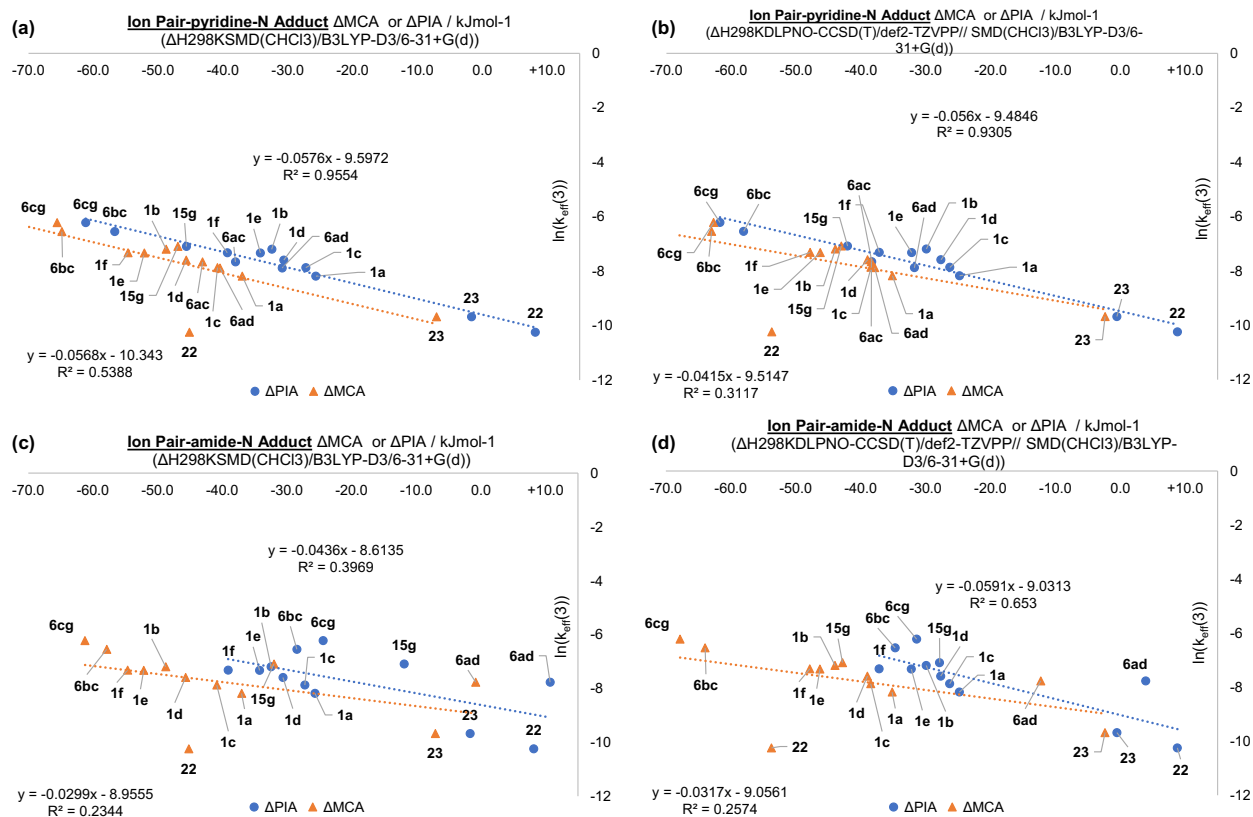 (a)
Ion Pair-pyridine-N Adduct ΔMCA or ΔPIA / kJmol-1
(ΔH298KSMD(CHCl3)/B3LYP-D3/6-31+G(d))
-70.0 -60.0 -50.0 -40.0 -30.0 -20.0 -10.0 0.0 +10.0
0
-2
-4
-6
-8
-10
-12
ln(keff(3))
y = -0.0576x - 9.5972
R² = 0.9554
6cg 6cg 6bc 1b 15g 1f 6ac 1e 1b 1d 6ad 1c 1a 23 22
6bc 1f 1e 15g 1d 6ac 1c 6ad 1a 22 23
y = -0.0568x - 10.343
R² = 0.5388
ΔPIA ΔMCA
(b)
Ion Pair-pyridine-N Adduct ΔMCA or ΔPIA / kJmol-1
(ΔH298KDLPNO-CCSD(T)/def2-TZVPP// SMD(CHCl3)/B3LYP-D3/6-
31+G(d))
-70.0 -60.0 -50.0 -40.0 -30.0 -20.0 -10.0 0.0 +10.0
0
-2
-4
-6
-8
-10
-12
ln(keff(3))
y = -0.056x - 9.4846
R² = 0.9305
6cg 6bc 15g 1f 6ac 1e 6ad 1b 1d 1c 1a 23 22
6cg 6bc 1f 1e 1b 15g 1d 1c 6ac 6ad 1a 22 23
y = -0.0415x - 9.5147
R² = 0.3117
ΔPIA ΔMCA
(c)
Ion Pair-amide-N Adduct ΔMCA or ΔPIA / kJmol-1
(ΔH298KSMD(CHCl3)/B3LYP-D3/6-31+G(d))
-70.0 -60.0 -50.0 -40.0 -30.0 -20.0 -10.0 0.0 +10.0
0
-2
-4
-6
-8
-10
-12
ln(keff(3))
y = -0.0436x - 8.6135
R² = 0.3969
6cg 1b 1f 1e 1b 6bc 6cg 1c 15g 6ad 6ad
6bc 1f 1e 1d 1c 1a 15g 1d 1a 22 23 22
y = -0.0299x - 8.9555
R² = 0.2344
ΔPIA ΔMCA
(d)
Ion Pair-amide-N Adduct ΔMCA or ΔPIA / kJmol-1
(ΔH298KDLPNO-CCSD(T)/def2-TZVPP// SMD(CHCl3)/B3LYP-
D3/6-31+G(d))
-70.0 -60.0 -50.0 -40.0 -30.0 -20.0 -10.0 0.0 +10.0
0
-2
-4
-6
-8
-10
-12
ln(keff(3))
y = -0.0591x - 9.0313
R² = 0.653
6cg 6bc 1b 15g 6bc 6cg 15g 1d 1c 1a 6ad
1f 1e 1d 1c 1a 1f 1e 1b 6ad 22 23 23 22
y = -0.0317x - 9.0561
R² = 0.2574
ΔPIA ΔMCA